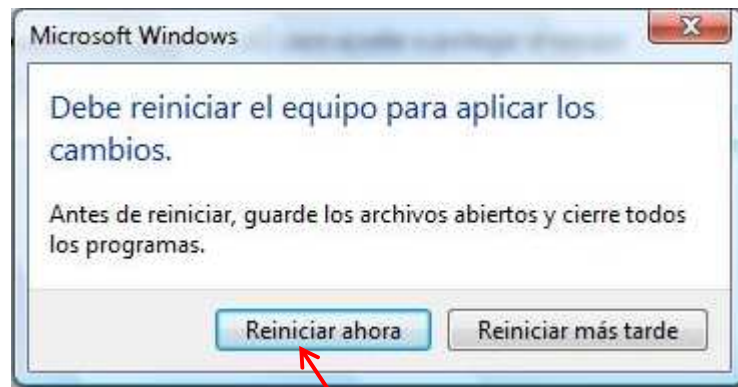 Microsoft Windows
Debe reiniciar el equipo para aplicar los
cambios.
Antes de reiniciar, guarde los archivos abiertos y cierre todos
los programas.
Reiniciar ahora
Reiniciar más tarde